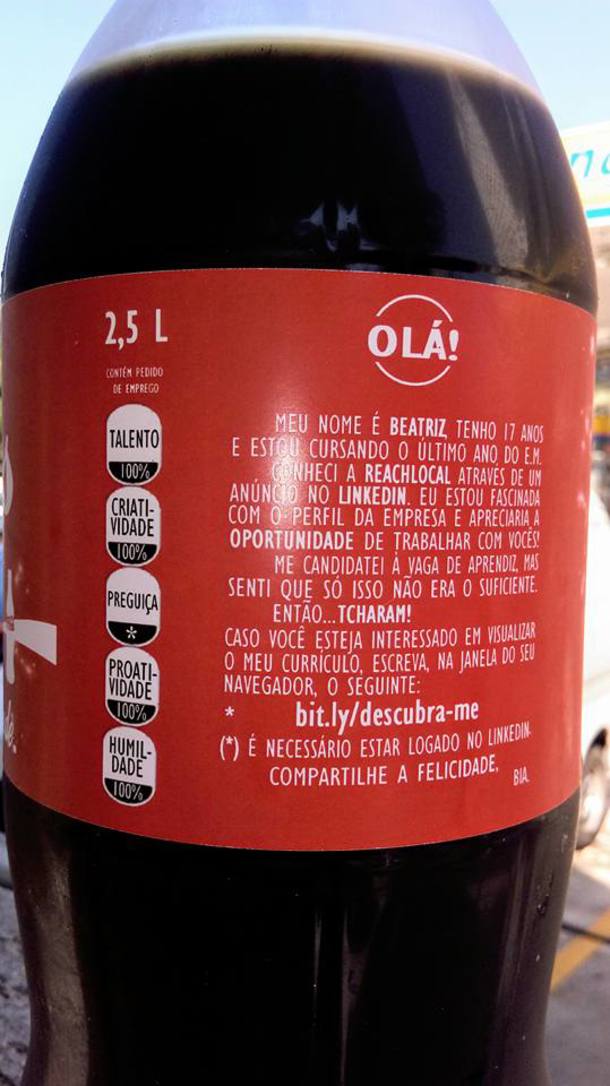 2,5 L
CONTÉM PEDIDO
DE EMPREGO
TALENTO
100%
CRIATI-
VIDADE
100%
PREGUIÇA
*
PROATI-
VIDADE
100%
HUMIL-
DADE
100%
OLÁ!
MEU NOME É BEATRIZ, TENHO 17 ANOS
E ESTOU CURSANDO O ÚLTIMO ANO DO E.M.
CONHECI A REACHLOCAL ATRAVÉS DE UM
ANÚNCIO NO LINKEDIN. EU ESTOU FASCINADA
COM O PERFIL DA EMPRESA E APRECIARIA A
OPORTUNIDADE DE TRABALHAR COM VOCÊS!
ME CANDIDATEI À VAGA DE APRENDIZ, MAS
SENTI QUE SÓ ISSO NÃO ERA O SUFICIENTE.
ENTÃO...TCHARAM!
CASO VOCÊ ESTEJA INTERESSADO EM VISUALIZAR
O MEU CURRÍCULO, ESCREVA, NA JANELA DO SEU
NAVEGADOR, O SEGUINTE:
* bit.ly/descubra-me
(*) É NECESSÁRIO ESTAR LOGADO NO LINKEDIN.
COMPARTILHE A FELICIDADE,
BIA.